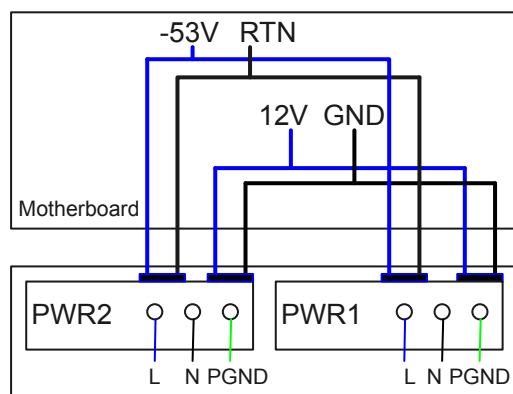 -53V RTN
12V GND
Motherboard
PWR2 PWR1
L N PGND L N PGND